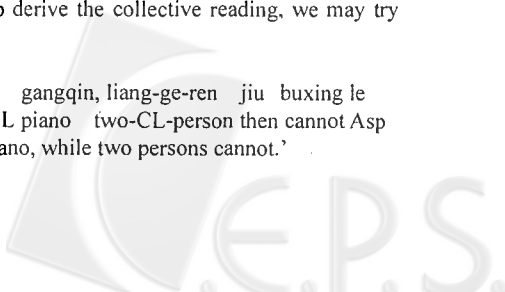 o derive the collective reading, we may try
gangqin, liang-ge-ren jiu buxing le
L piano two-CL-person then cannot Asp
ano, while two persons cannot.’
C.E.P.S.